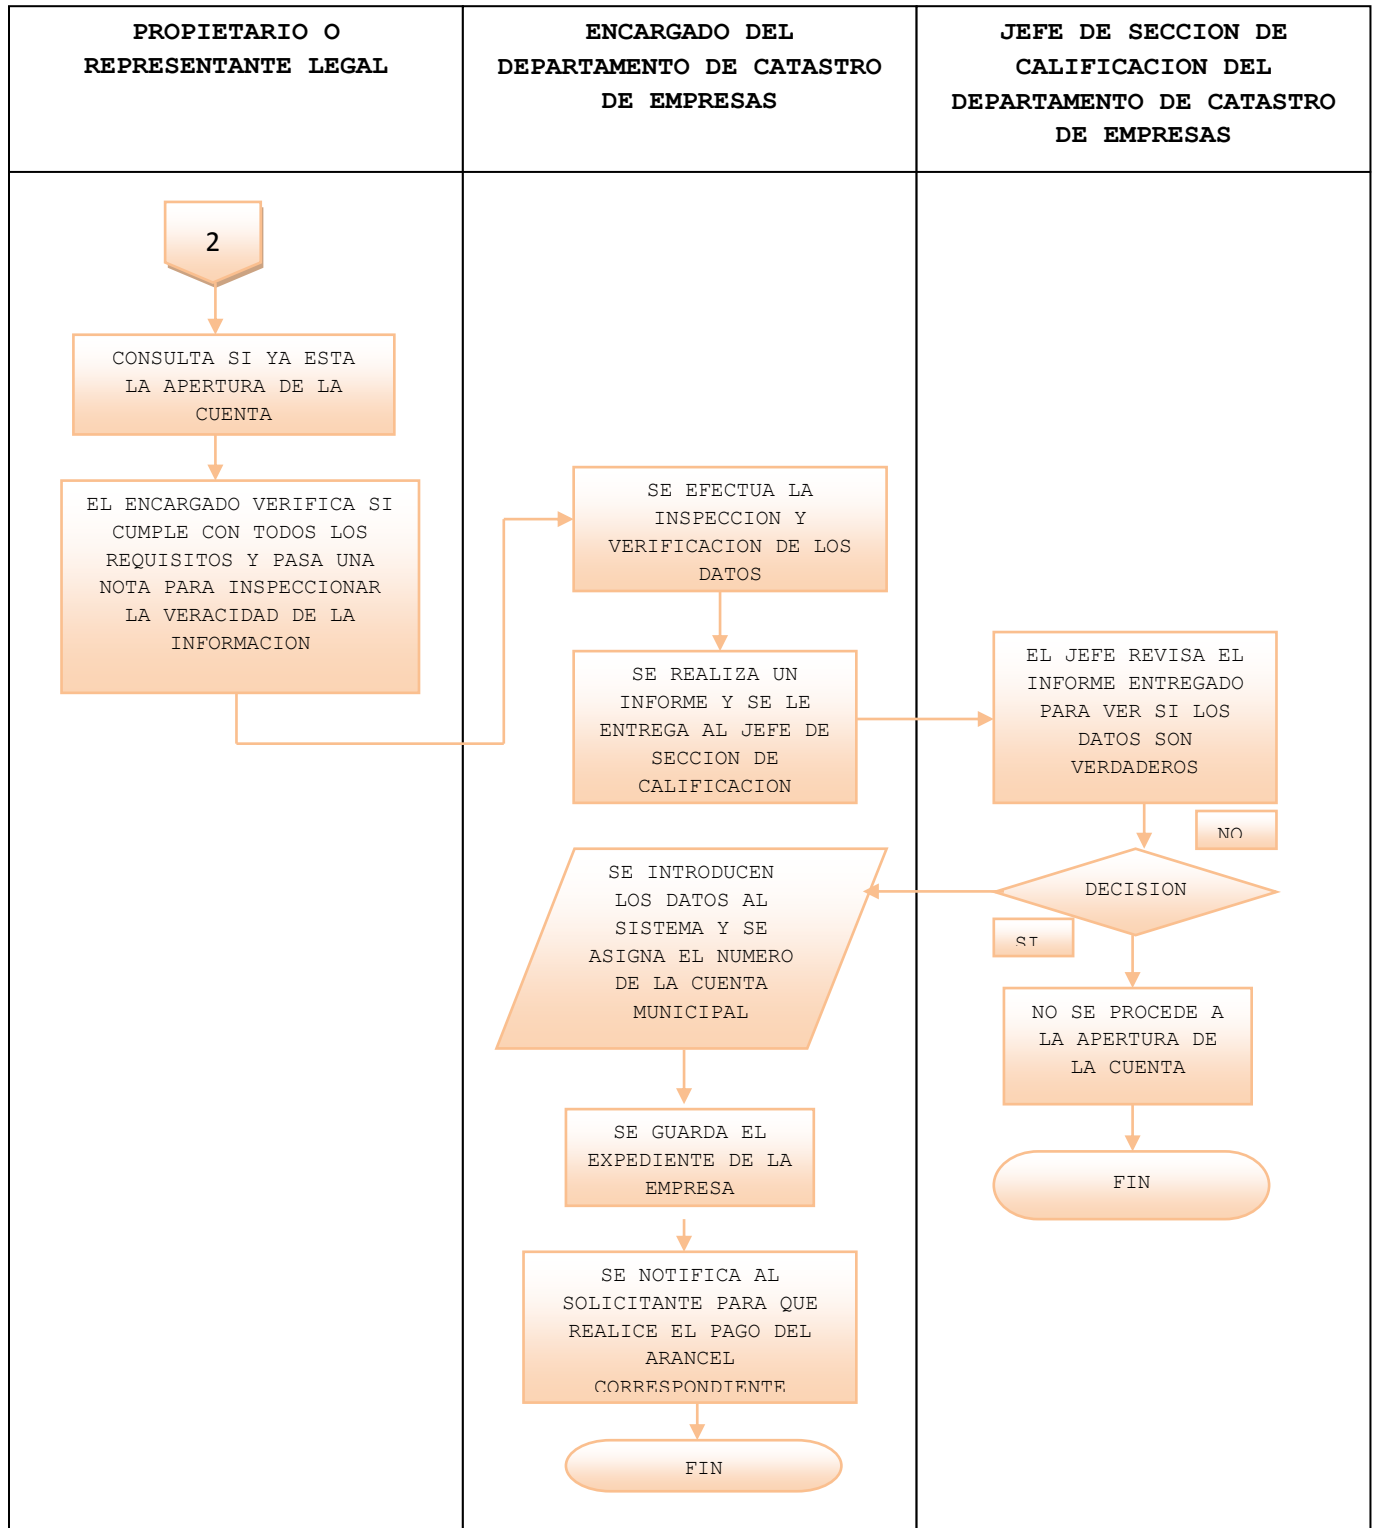 PROPIETARIO O
REPRESENTANTE LEGAL
ENCARGADO DEL
DEPARTAMENTO DE CATASTRO
DE EMPRESAS
JEFE DE SECCION DE
CALIFICACION DEL
DEPARTAMENTO DE CATASTRO
DE EMPRESAS
2
CONSULTA SI YA ESTA
LA APERTURA DE LA
CUENTA
EL ENCARGADO VERIFICA SI
CUMPLE CON TODOS LOS
REQUISITOS Y PASA UNA
NOTA PARA INSPECCIONAR
LA VERACIDAD DE LA
INFORMACION
SE EFECTUA LA
INSPECCION Y
VERIFICACION DE LOS
DATOS
SE REALIZA UN
INFORME Y SE LE
ENTREGA AL JEFE DE
SECCION DE
CALIFICACION
EL JEFE REVISA EL
INFORME ENTREGADO
PARA VER SI LOS
DATOS SON
VERDADEROS
NO
DECISION
SI
SE INTRODUCEN
LOS DATOS AL
SISTEMA Y SE
ASIGNA EL NUMERO
DE LA CUENTA
MUNICIPAL
NO SE PROCEDE A
LA APERTURA DE
LA CUENTA
FIN
SE GUARDA EL
EXPEDIENTE DE LA
EMPRESA
SE NOTIFICA AL
SOLICITANTE PARA QUE
REALICE EL PAGO DEL
ARANCEL
CORRESPONDIENTE
FIN